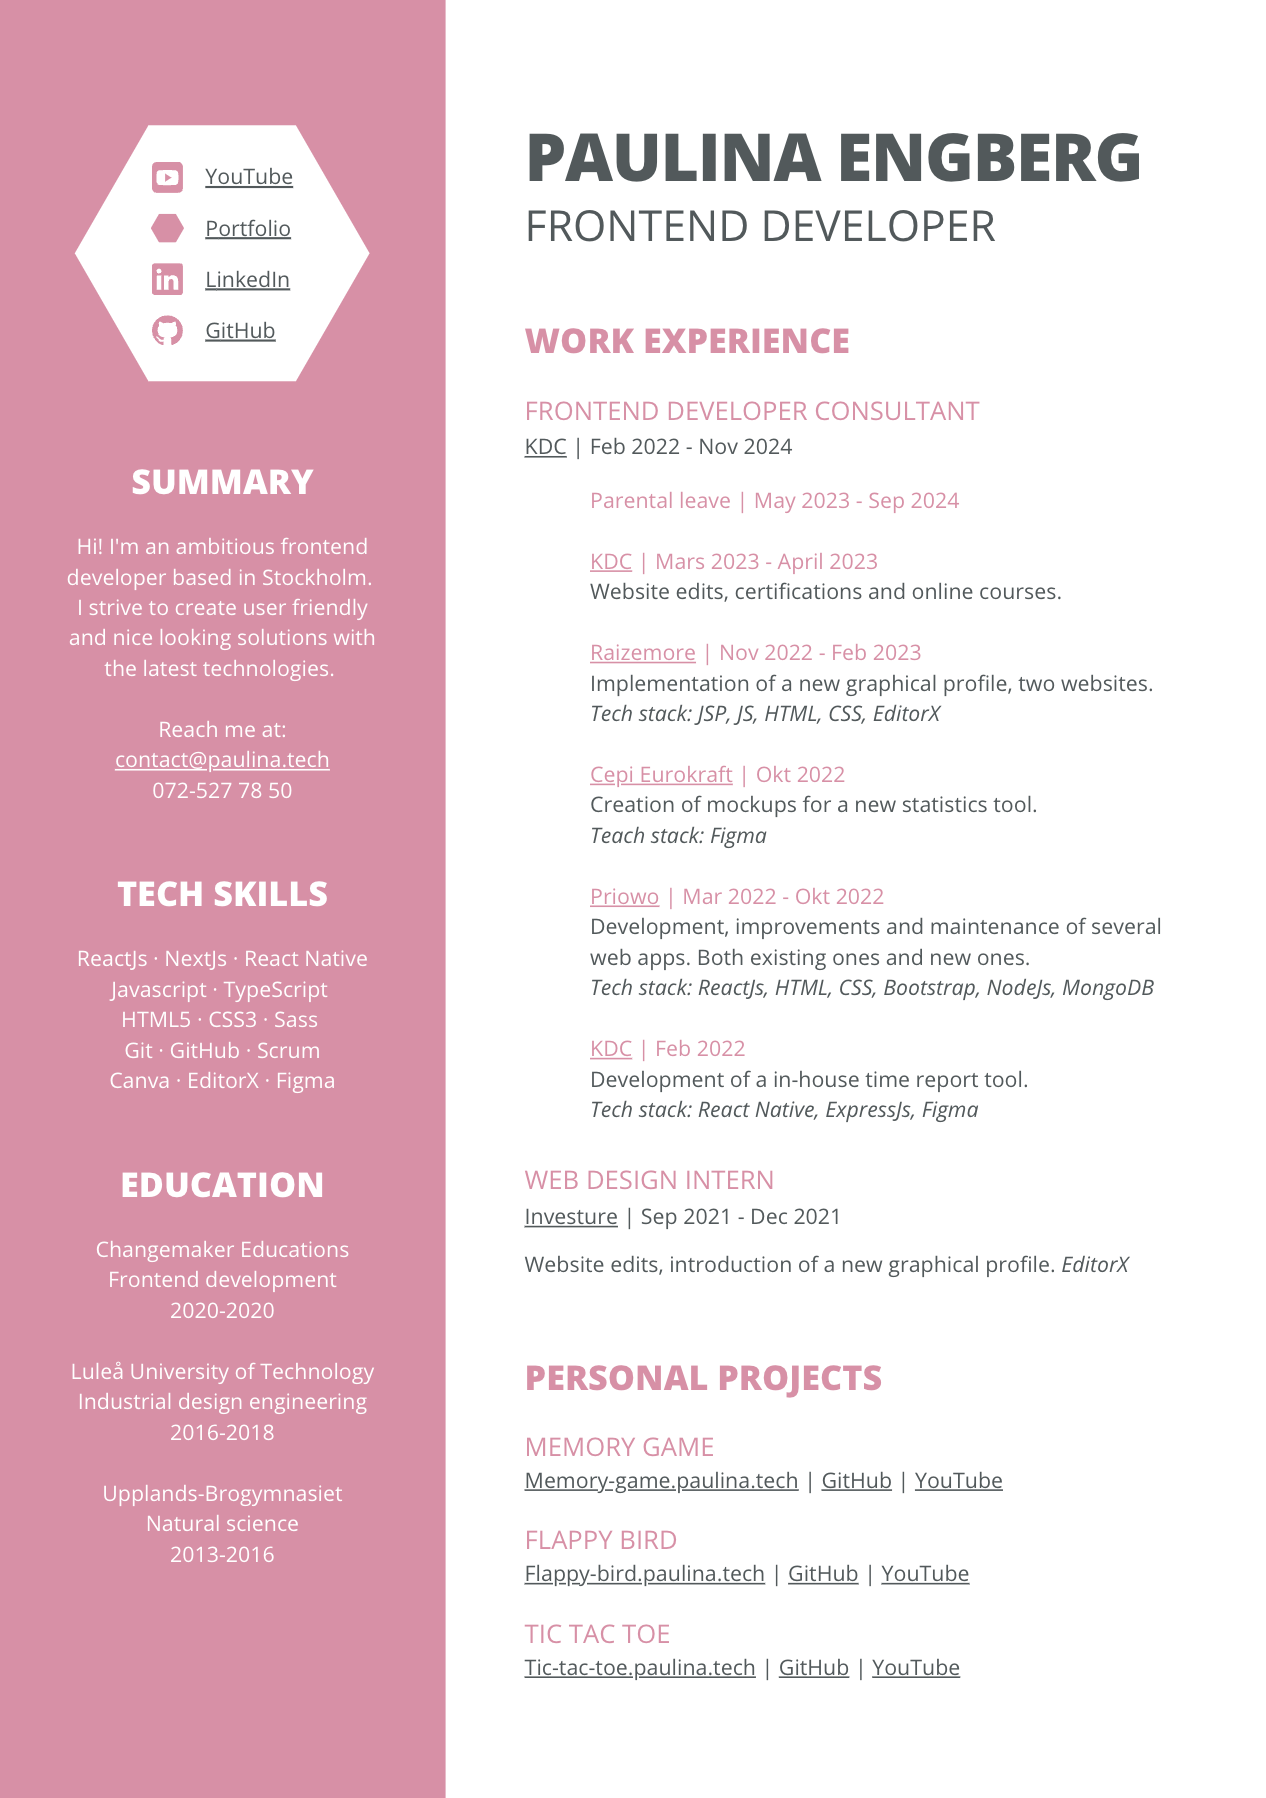 YouTube
Portfolio
LinkedIn
GitHub
SUMMARY
Hi! I'm an ambitious frontend
developer based in Stockholm.
I strive to create user friendly
and nice looking solutions with
the latest technologies.
Reach me at:
contact@paulina.tech
072-527 78 50
TECH SKILLS
ReactJs · NextJs · React Native
Javascript · TypeScript
HTML5 · CSS3 · Sass
Git · GitHub · Scrum
Canva · EditorX · Figma
EDUCATION
Changemaker Educations
Frontend development
2020-2020
Luleå University of Technology
Industrial design engineering
2016-2018
Upplands-Brogymnasiet
Natural science
2013-2016
PAULINA ENGBERG
FRONTEND DEVELOPER
WORK EXPERIENCE
FRONTEND DEVELOPER CONSULTANT
KDC | Feb 2022 - Nov 2024
Parental leave | May 2023 - Sep 2024
KDC | Mars 2023 - April 2023
Website edits, certifications and online courses.
Raizemore | Nov 2022 - Feb 2023
Implementation of a new graphical profile, two websites.
Tech stack: JSP, JS, HTML, CSS, EditorX
Cepi Eurokraft | Okt 2022
Creation of mockups for a new statistics tool.
Teach stack: Figma
Priowo | Mar 2022 - Okt 2022
Development, improvements and maintenance of several
web apps. Both existing ones and new ones.
Tech stack: ReactJs, HTML, CSS, Bootstrap, NodeJs, MongoDB
KDC | Feb 2022
Development of a in-house time report tool.
Tech stack: React Native, ExpressJs, Figma
WEB DESIGN INTERN
Investure | Sep 2021 - Dec 2021
Website edits, introduction of a new graphical profile. EditorX
PERSONAL PROJECTS
MEMORY GAME
Memory-game.paulina.tech | GitHub | YouTube
FLAPPY BIRD
Flappy-bird.paulina.tech | GitHub | YouTube
TIC TAC TOE
Tic-tac-toe.paulina.tech | GitHub | YouTube